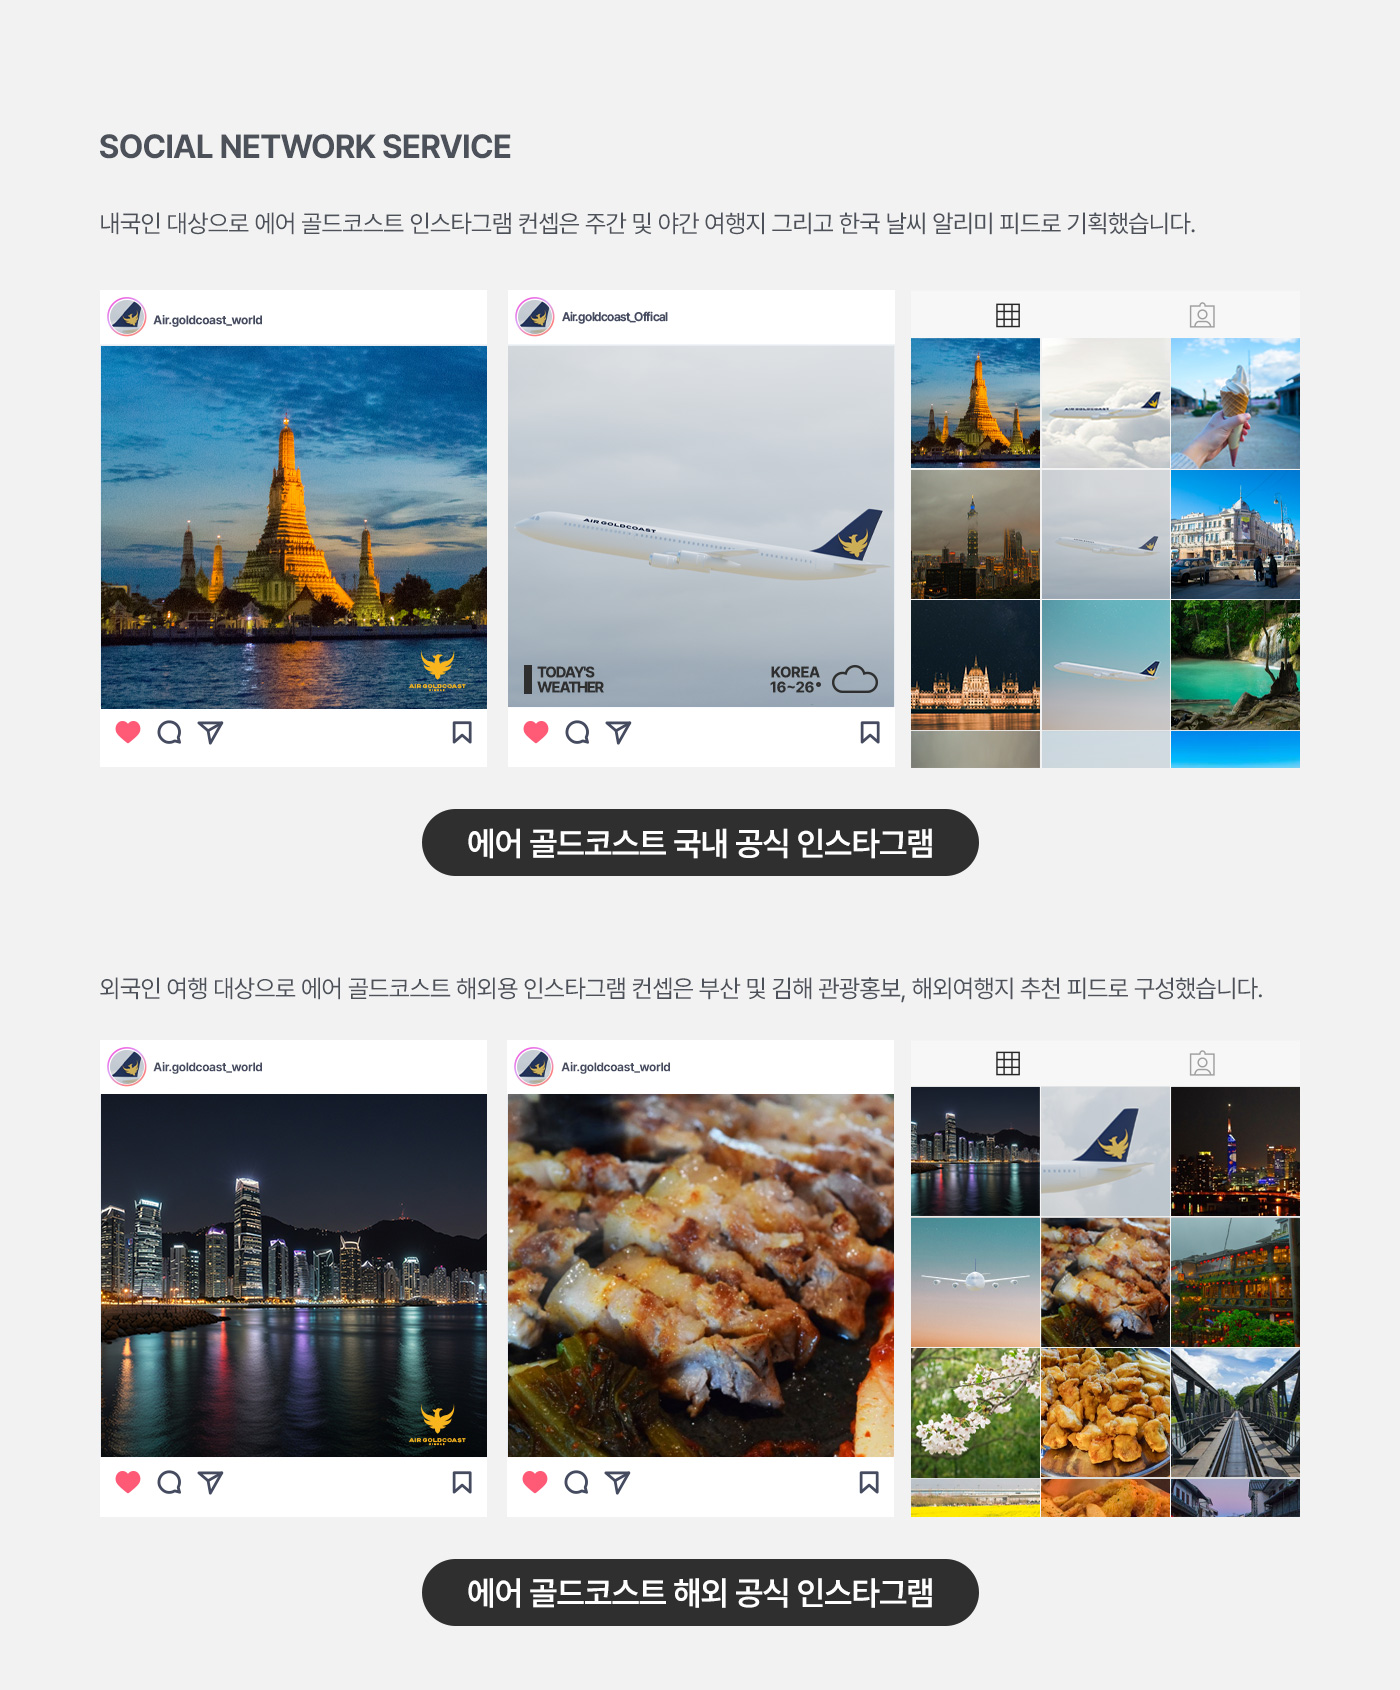 SOCIAL NETWORK SERVICE
내국인 대상으로 에어 골드코스트 인스타그램 컨셉은 주간 및 야간 여행지 그리고 한국 날씨 알리미 피드로 기획했습니다.
Air.goldcoast_world
Air.goldcoast_Offical
AIR GOLDCOAST
AIR GOLDCOAST
AIR GOLDCOAST
TODAY'S
WEATHER
KOREA
16~26°
에어 골드코스트 국내 공식 인스타그램
외국인 여행 대상으로 에어 골드코스트 해외용 인스타그램 컨셉은 부산 및 김해 관광홍보, 해외여행지 추천 피드로 구성했습니다.
Air.goldcoast_world
Air.goldcoast_world
AIR GOLDCOAST
에어 골드코스트 해외 공식 인스타그램